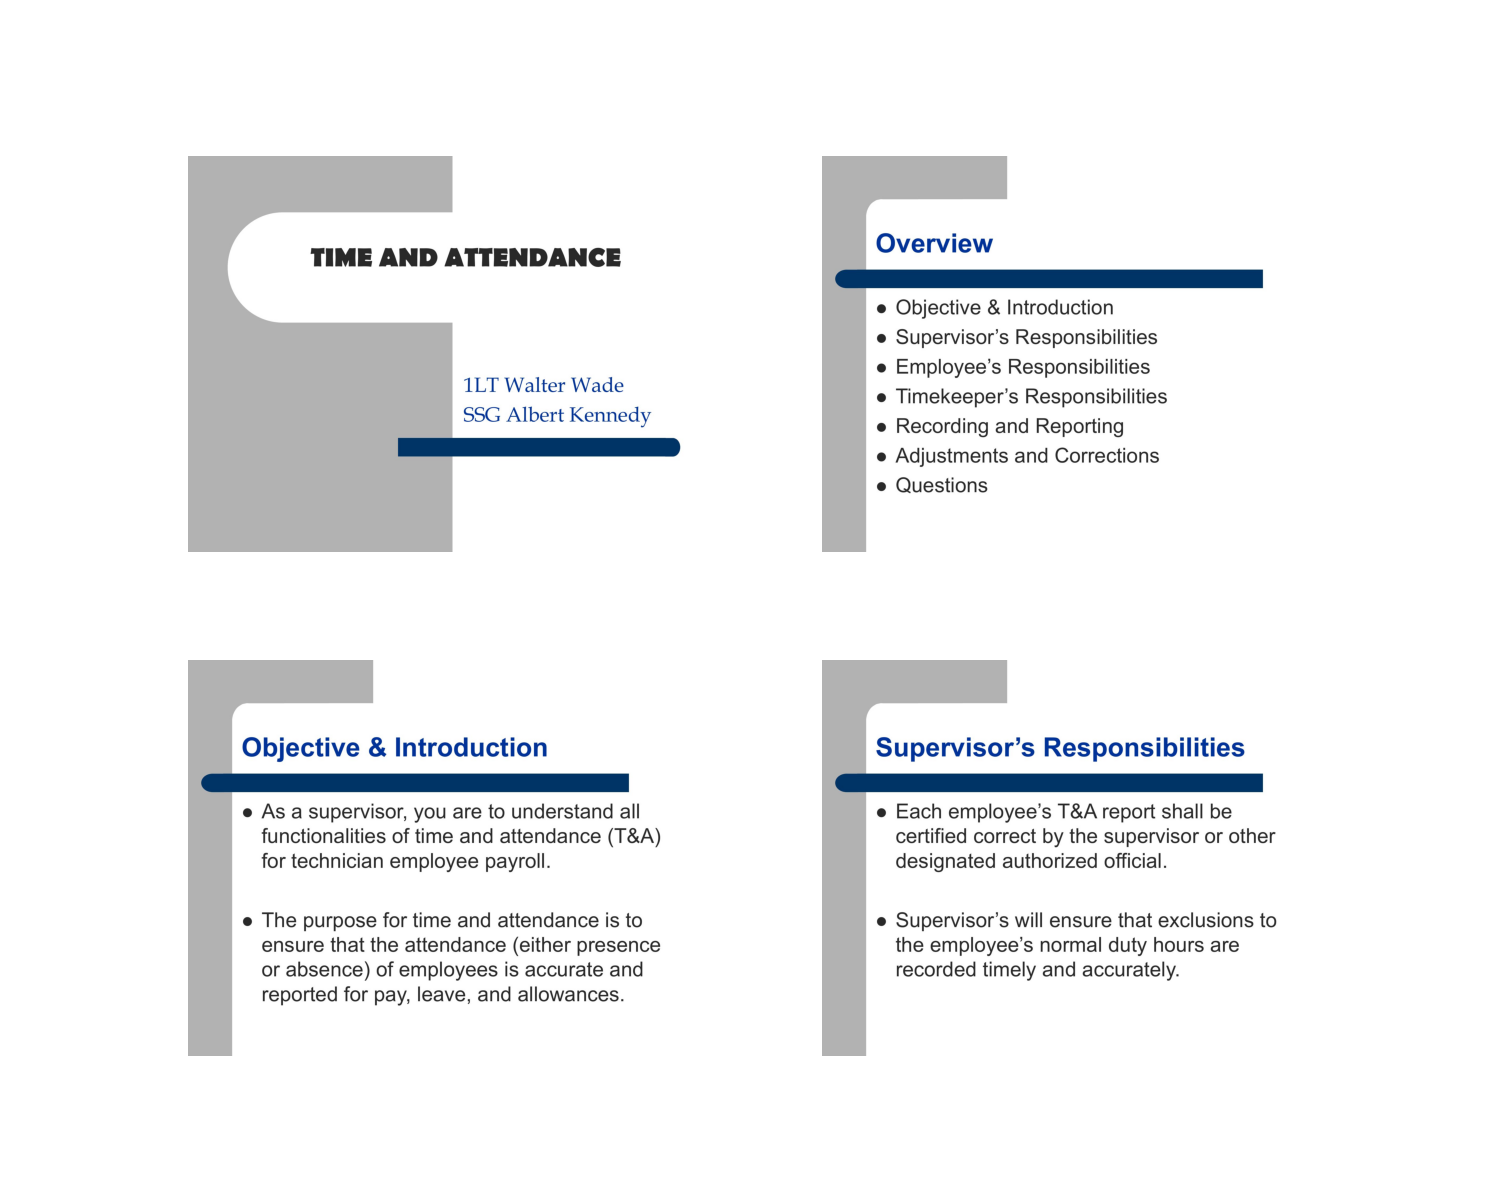 TIME AND ATTENDANCE
1LT Walter Wade
SSG Albert Kennedy
Overview
● Objective & Introduction
● Supervisor’s Responsibilities
● Employee’s Responsibilities
● Timekeeper’s Responsibilities
● Recording and Reporting
● Adjustments and Corrections
● Questions
Objective & Introduction
● As a supervisor, you are to understand all
functionalities of time and attendance (T&A)
for technician employee payroll.
● The purpose for time and attendance is to
ensure that the attendance (either presence
or absence) of employees is accurate and
reported for pay, leave, and allowances.
Supervisor’s Responsibilities
● Each employee’s T&A report shall be
certified correct by the supervisor or other
designated authorized official.
● Supervisor’s will ensure that exclusions to
the employee’s normal duty hours are
recorded timely and accurately.